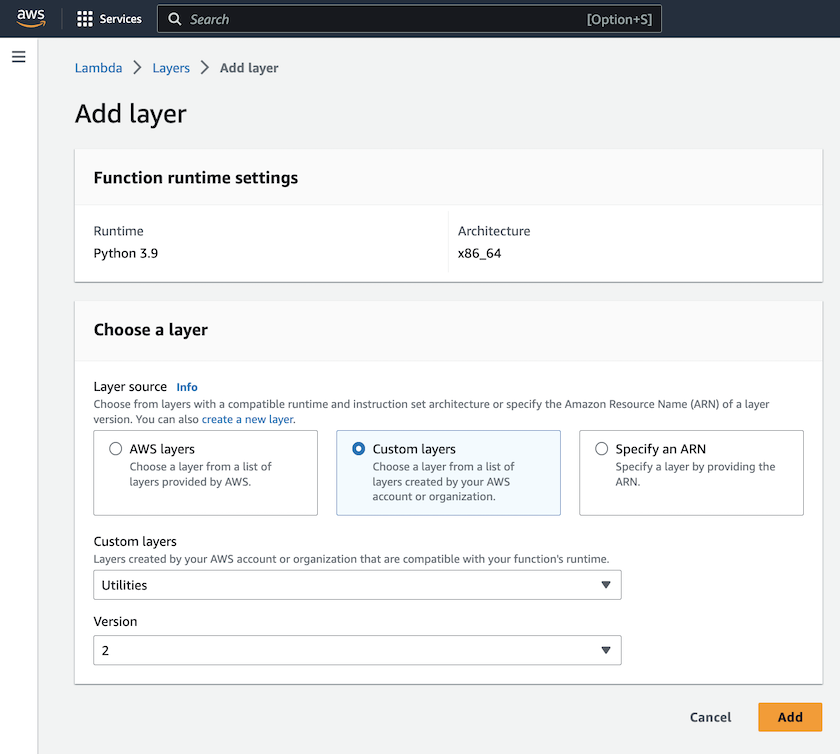 aws Services Search [Option+S]
Lambda Layers Add layer
Add layer
Function runtime settings
Runtime
Python 3.9
Architecture
x86_64
Choose a layer
Layer source Info
Choose from layers with a compatible runtime and instruction set architecture or specify the Amazon Resource Name (ARN) of a layer
version. You can also create a new layer.
AWS layers
Choose a layer from a list of
layers provided by AWS.
Custom layers
Choose a layer from a list of
layers created by your AWS
account or organization.
Specify an ARN
Specify a layer by providing the
ARN.
Custom layers
Layers created by your AWS account or organization that are compatible with your function's runtime.
Utilities
Version
2
Cancel Add